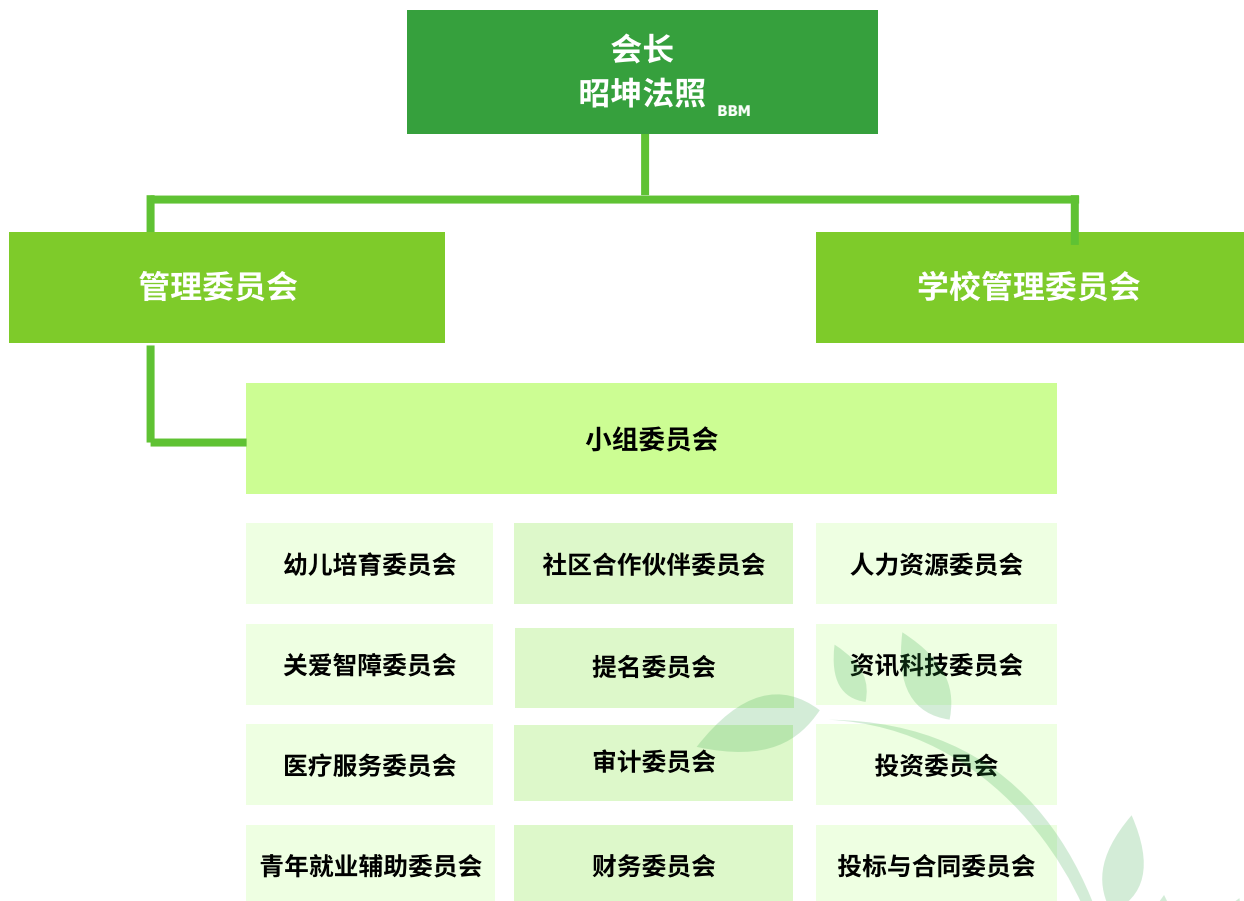 会长
昭坤法照 BBM
管理委员会
学校管理委员会
小组委员会
幼儿培育委员会
社区合作伙伴委员会
人力资源委员会
关爱智障委员会
提名委员会
资讯科技委员会
医疗服务委员会
审计委员会
投资委员会
青年就业辅助委员会
财务委员会
投标与合同委员会